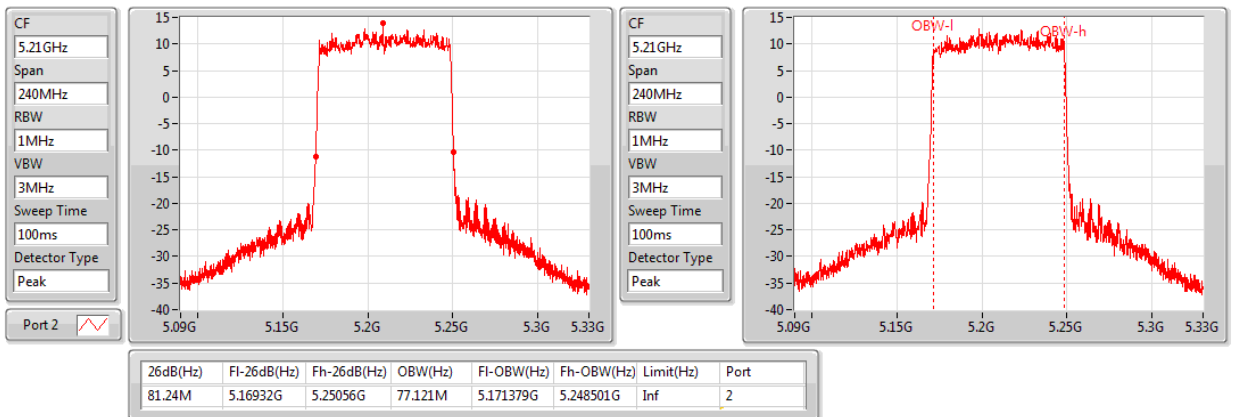 CF
5.21GHz
Span
240MHz
RBW
1MHz
VBW
3MHz
Sweep Time
100ms
Detector Type
Peak
Port 2
15
10
5
0
-5
-10
-15
-20
-25
-30
-35
-40
5.09G 5.15G 5.2G 5.25G 5.3G 5.33G
CF
5.21GHz
Span
240MHz
RBW
1MHz
VBW
3MHz
Sweep Time
100ms
Detector Type
Peak
15
10
5
0
-5
-10
-15
-20
-25
-30
-35
-40
OBW-l
OBW-h
5.09G 5.15G 5.2G 5.25G 5.3G 5.33G
26dB(Hz) Fl-26dB(Hz) Fh-26dB(Hz) OBW(Hz) Fl-OBW(Hz) Fh-OBW(Hz) Limit(Hz) Port
81.24M 5.16932G 5.25056G 77.121M 5.171379G 5.248501G Inf 2